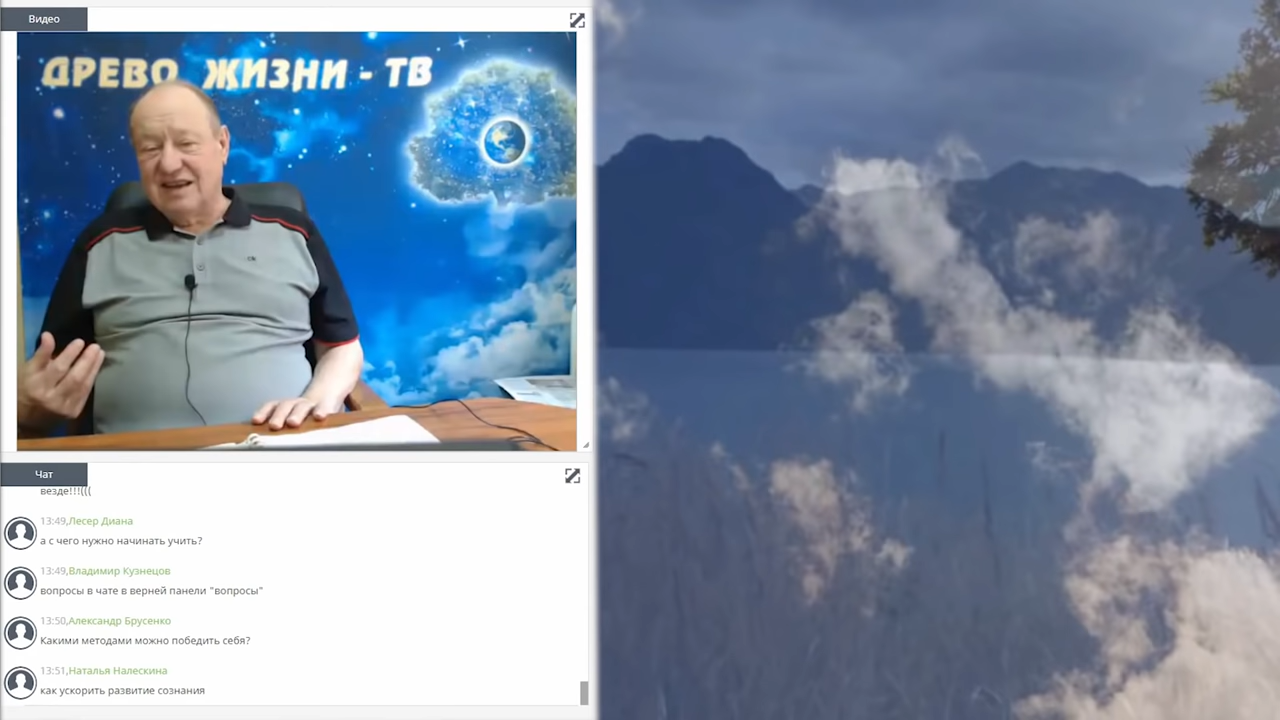 Видео
ДРЕВО ЖИЗНИ - ТВ
Чат
везде!!!(((
13:49,Лесер Диана
а с чего нужно начинать учить?
13:49,Владимир Кузнецов
вопросы в чате в верней панели "вопросы"
13:50,Александр Брусенко
Какими методами можно победить себя?
13:51,Наталья Налескина
как ускорить развитие сознания